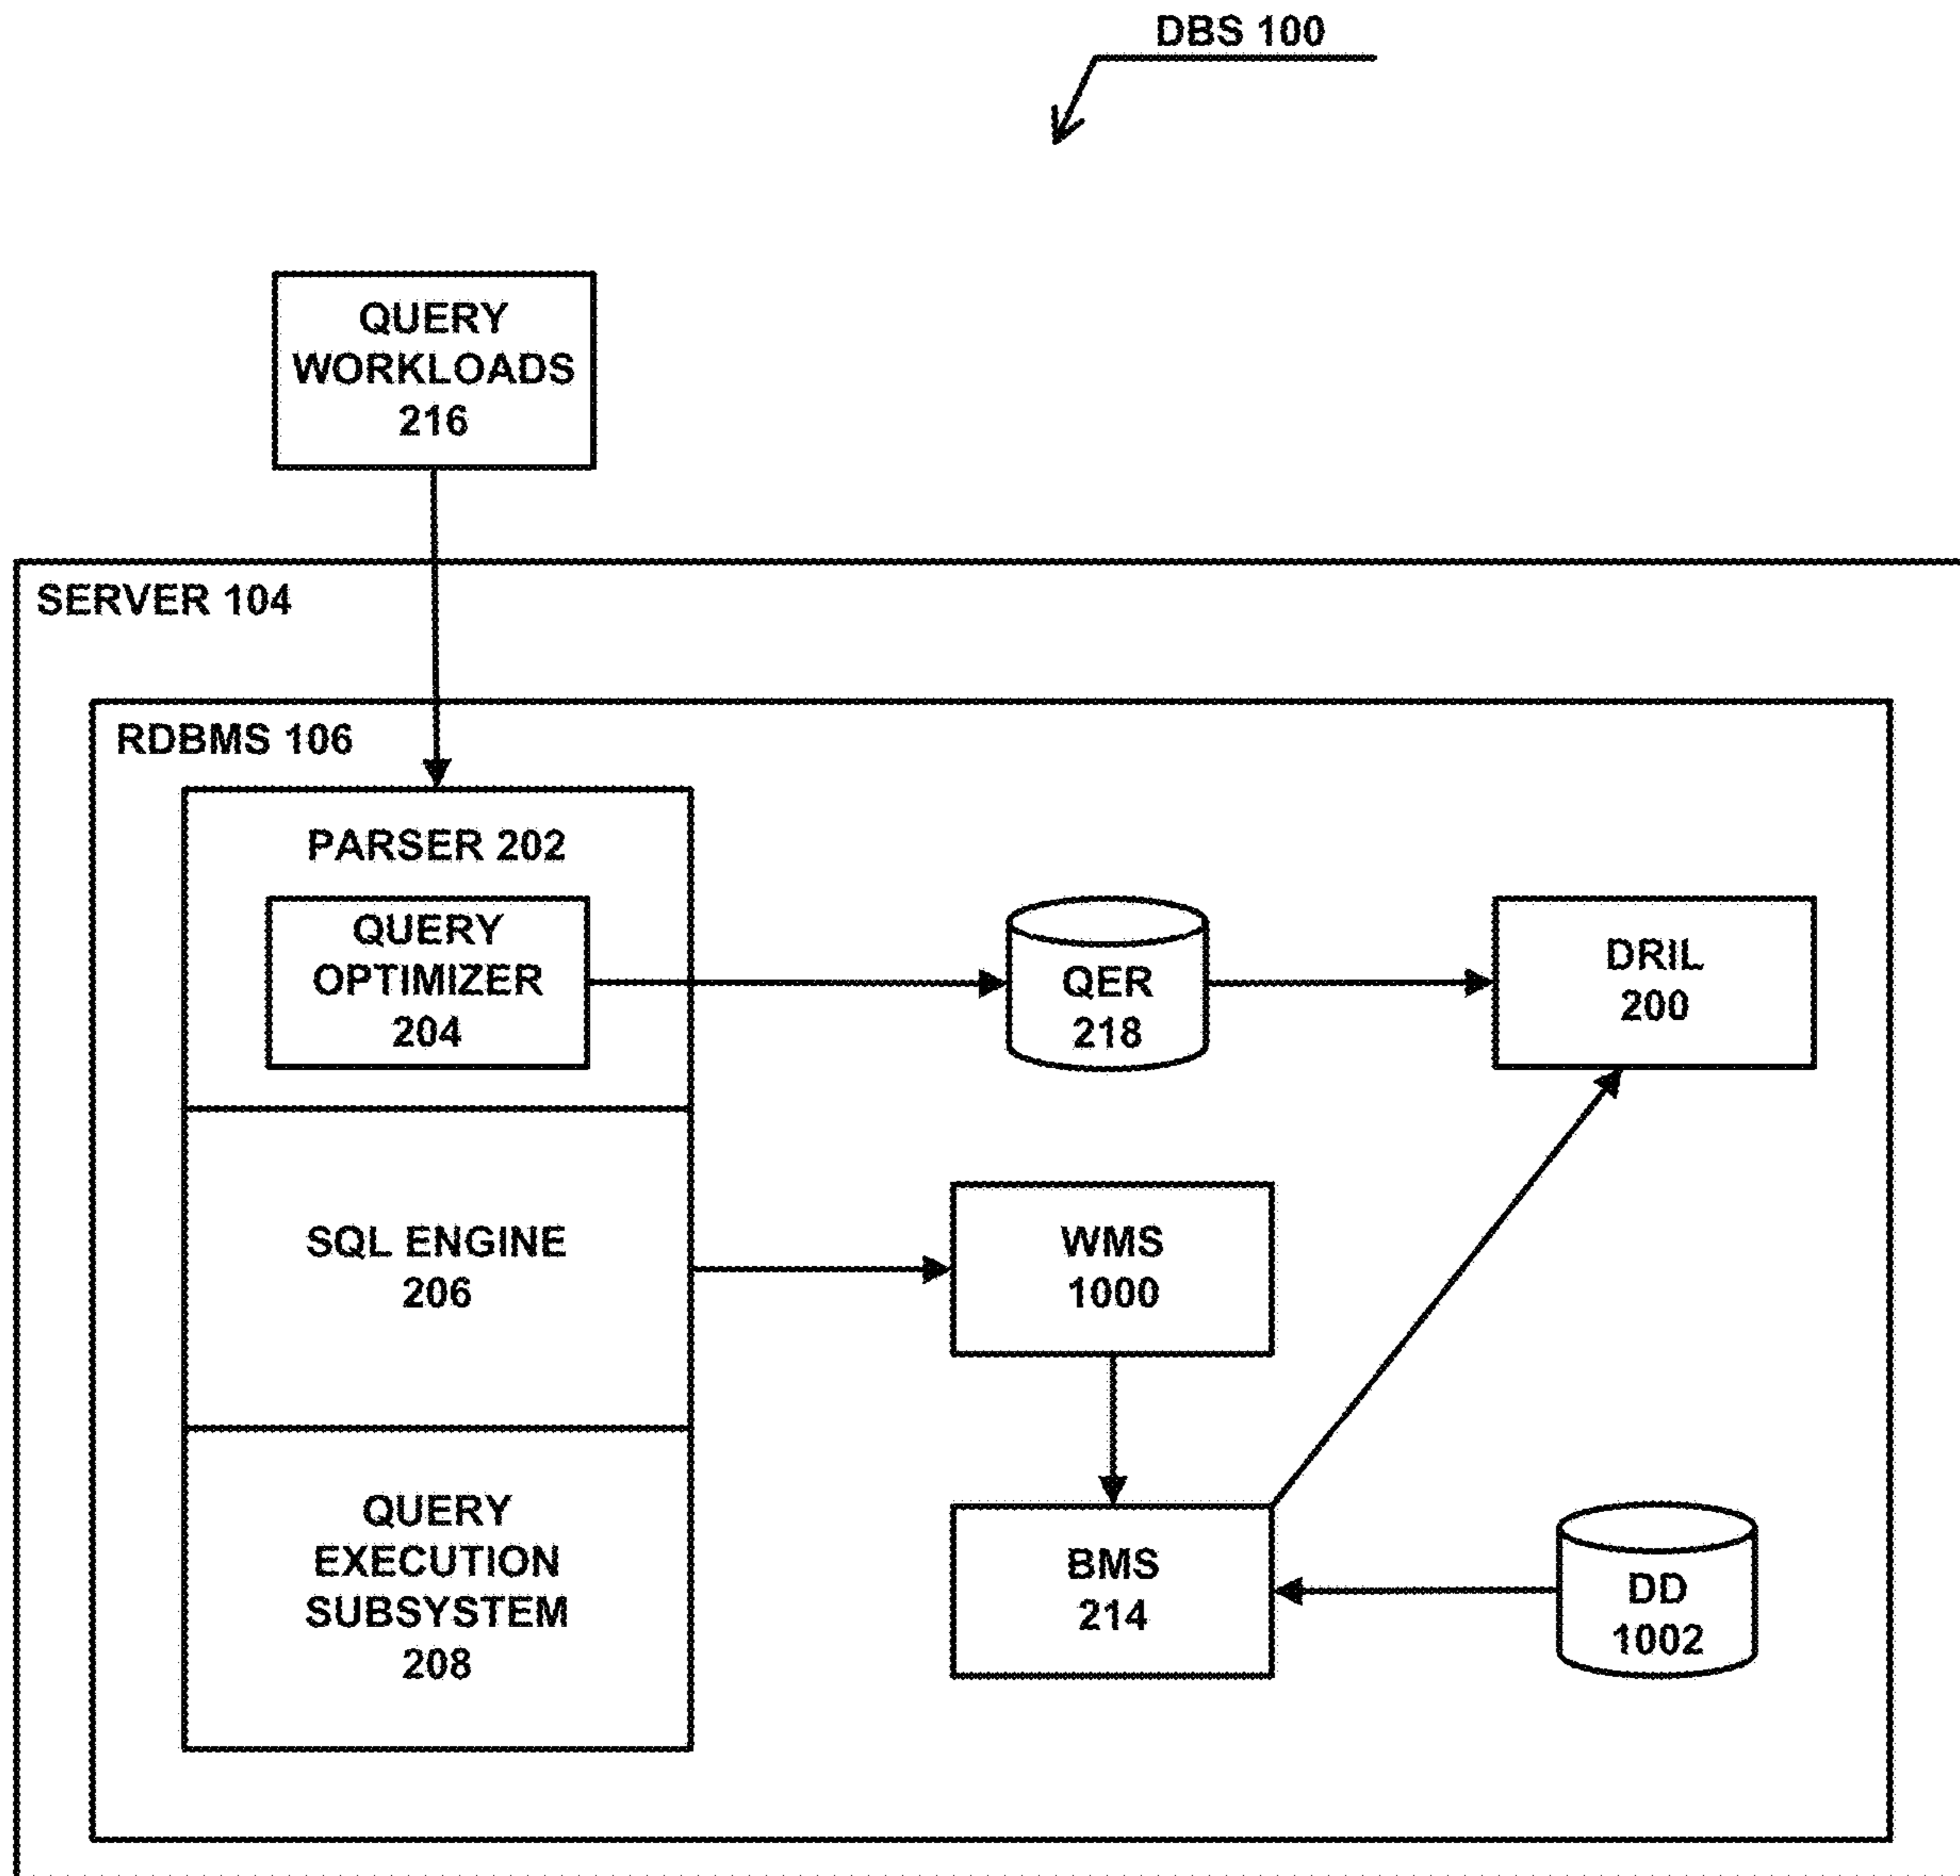 DBS 100
QUERY
WORKLOADS
216
SERVER 104
RDBMS 106
PARSER 202
QUERY
OPTIMIZER
204
QER
218
DRIL
200
SQL ENGINE
206
WMS
1000
QUERY
EXECUTION
SUBSYSTEM
208
BMS
214
DD
1002